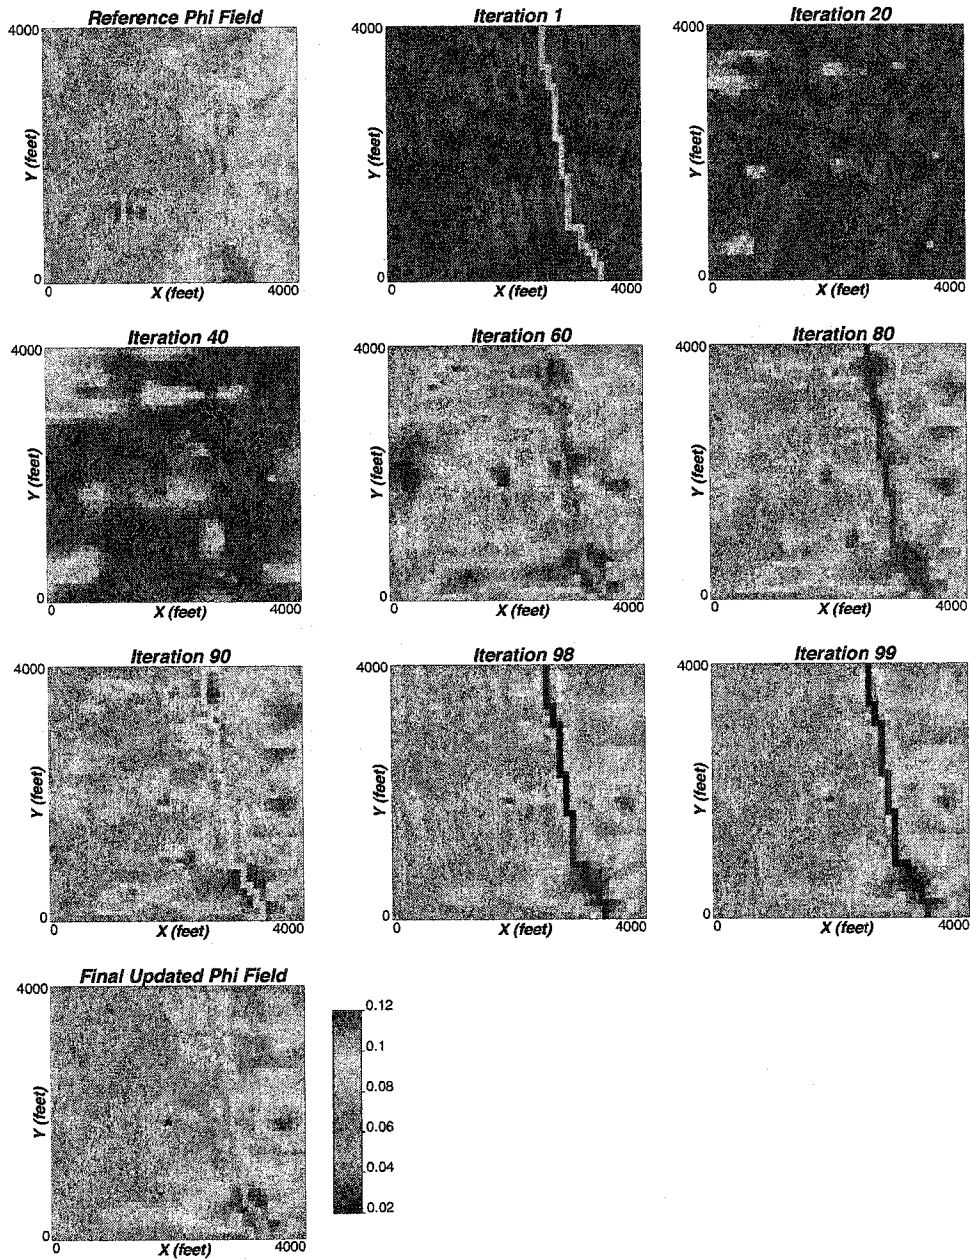 Reference Phi Field
4000
Y (feet)
0
0
X (feet)
4000
Iteration 1
4000
Y (feet)
0
0
X (feet)
4000
Iteration 20
4000
Y (feet)
0
0
X (feet)
4000
Iteration 40
4000
Y (feet)
0
0
X (feet)
4000
Iteration 60
4000
Y (feet)
0
0
X (feet)
4000
Iteration 80
4000
Y (feet)
0
0
X (feet)
4000
Iteration 90
4000
Y (feet)
0
0
X (feet)
4000
Iteration 98
4000
Y (feet)
0
0
X (feet)
4000
Iteration 99
4000
Y (feet)
0
0
X (feet)
4000
Final Updated Phi Field
4000
Y (feet)
0
0
X (feet)
4000
0.12
0.1
0.08
0.06
0.04
0.02